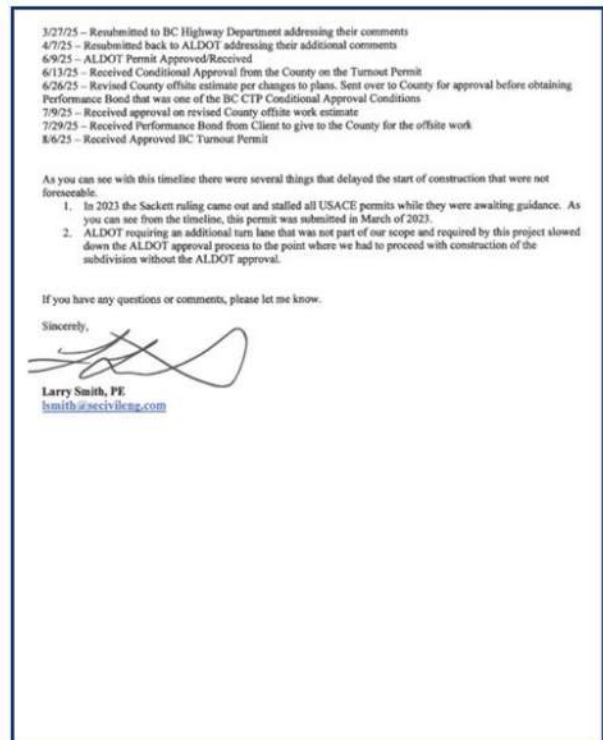 3/27/25 – Resubmitted to BC Highway Department addressing their comments
4/7/25 – Resubmitted back to ALDOT addressing their additional comments
6/9/25 – ALDOT Permit Approved/Received
6/13/25 – Received Conditional Approval from the County on the Turnout Permit
6/26/25 – Revised County offsite estimate per changes to plans. Sent over to County for approval before obtaining
Performance Bond that was one of the BC CTP Conditional Approval Conditions
7/9/25 – Received approval on revised County offsite work estimate
7/29/25 – Received Performance Bond from Client to give to the County for the offsite work
8/6/25 – Received Approved BC Turnout Permit
As you can see with this timeline there were several things that delayed the start of construction that were not
foreseeable.
1. In 2023 the Sackett ruling came out and stalled all USACE permits while they were awaiting guidance. As
you can see from the timeline, this permit was submitted in March of 2023.
2. ALDOT requiring an additional turn lane that was not part of our scope and required by this project slowed
down the ALDOT approval process to the point where we had to proceed with construction of the
subdivision without the ALDOT approval.
If you have any questions or comments, please let me know.
Sincerely,
Larry Smith, PE
lsmith@secivileng.com